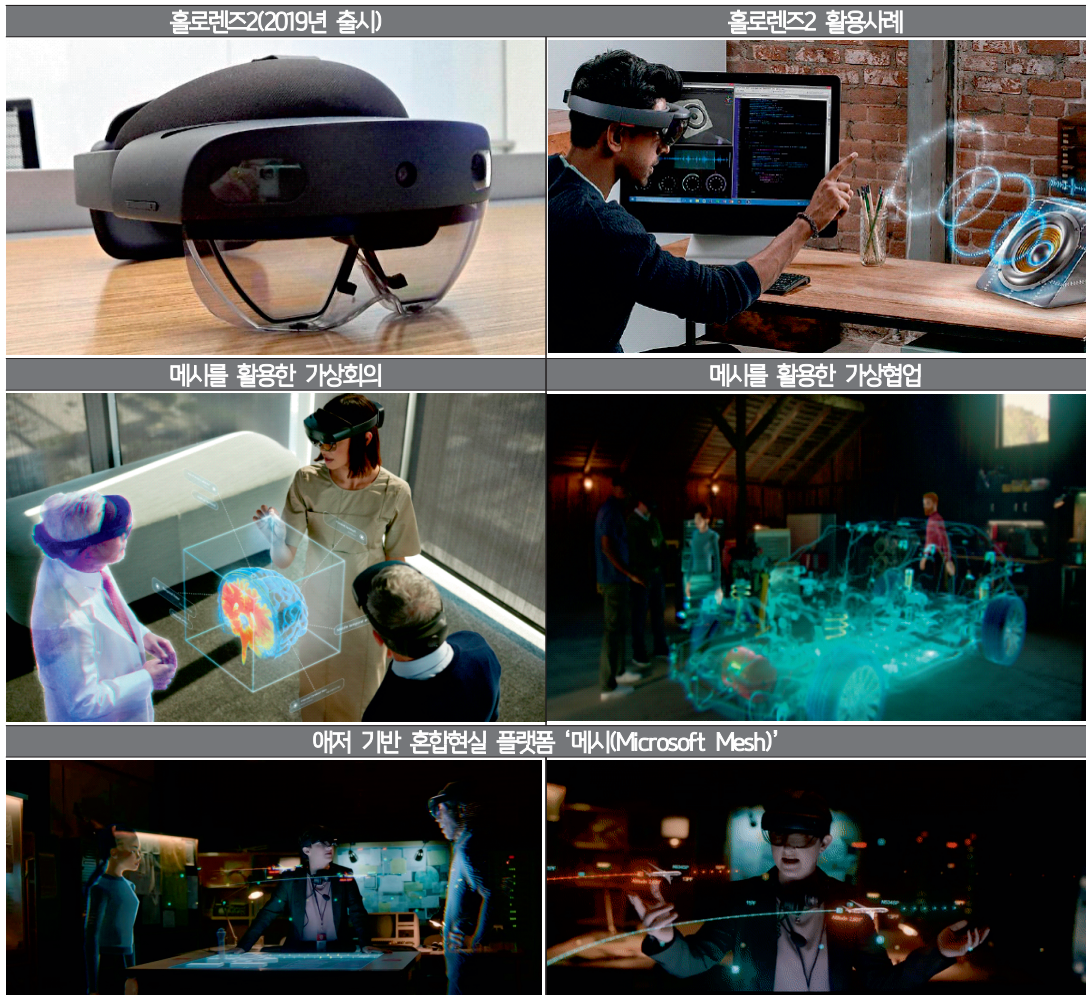 홀로렌즈2(2019년 출시)
홀로렌즈2 활용사례
메시를 활용한 가상회의
메시를 활용한 가상협업
애저 기반 혼합현실 플랫폼 ‘메시(Microsoft Mesh)’